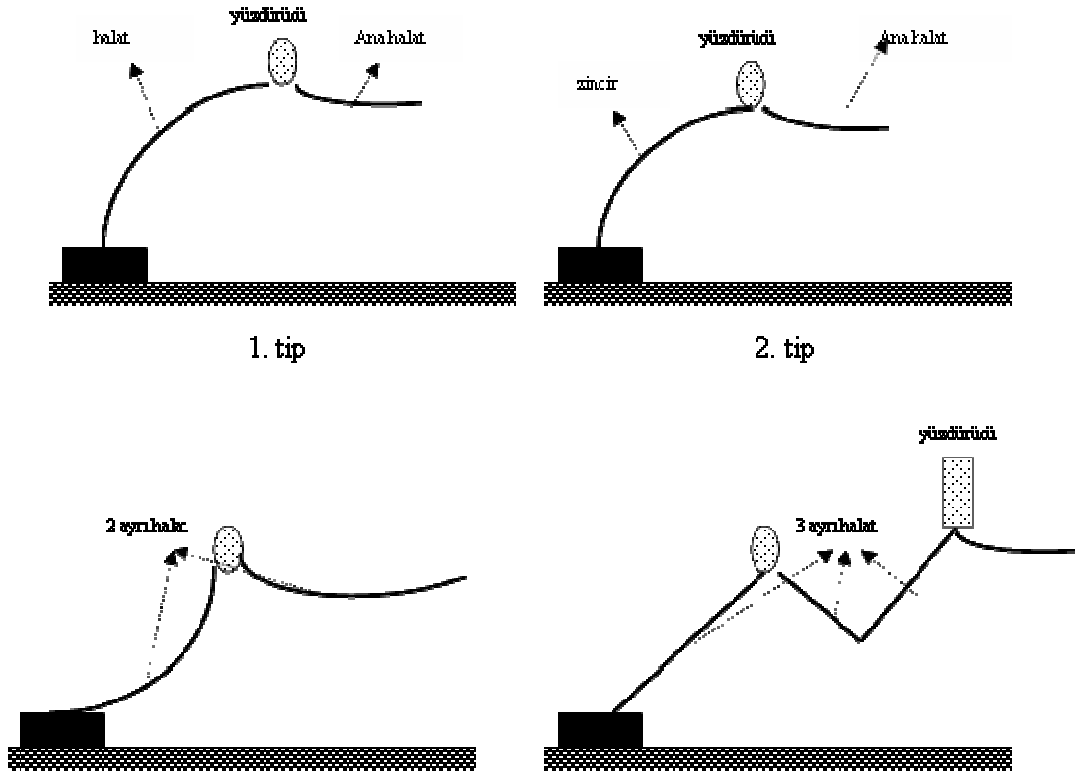 yüzdürücü
halat
Ana halat
yüzdürücü
Ana halat
zincir
1. tip
2. tip
yüzdürücü
2 ayrı halat
3 ayrı halat